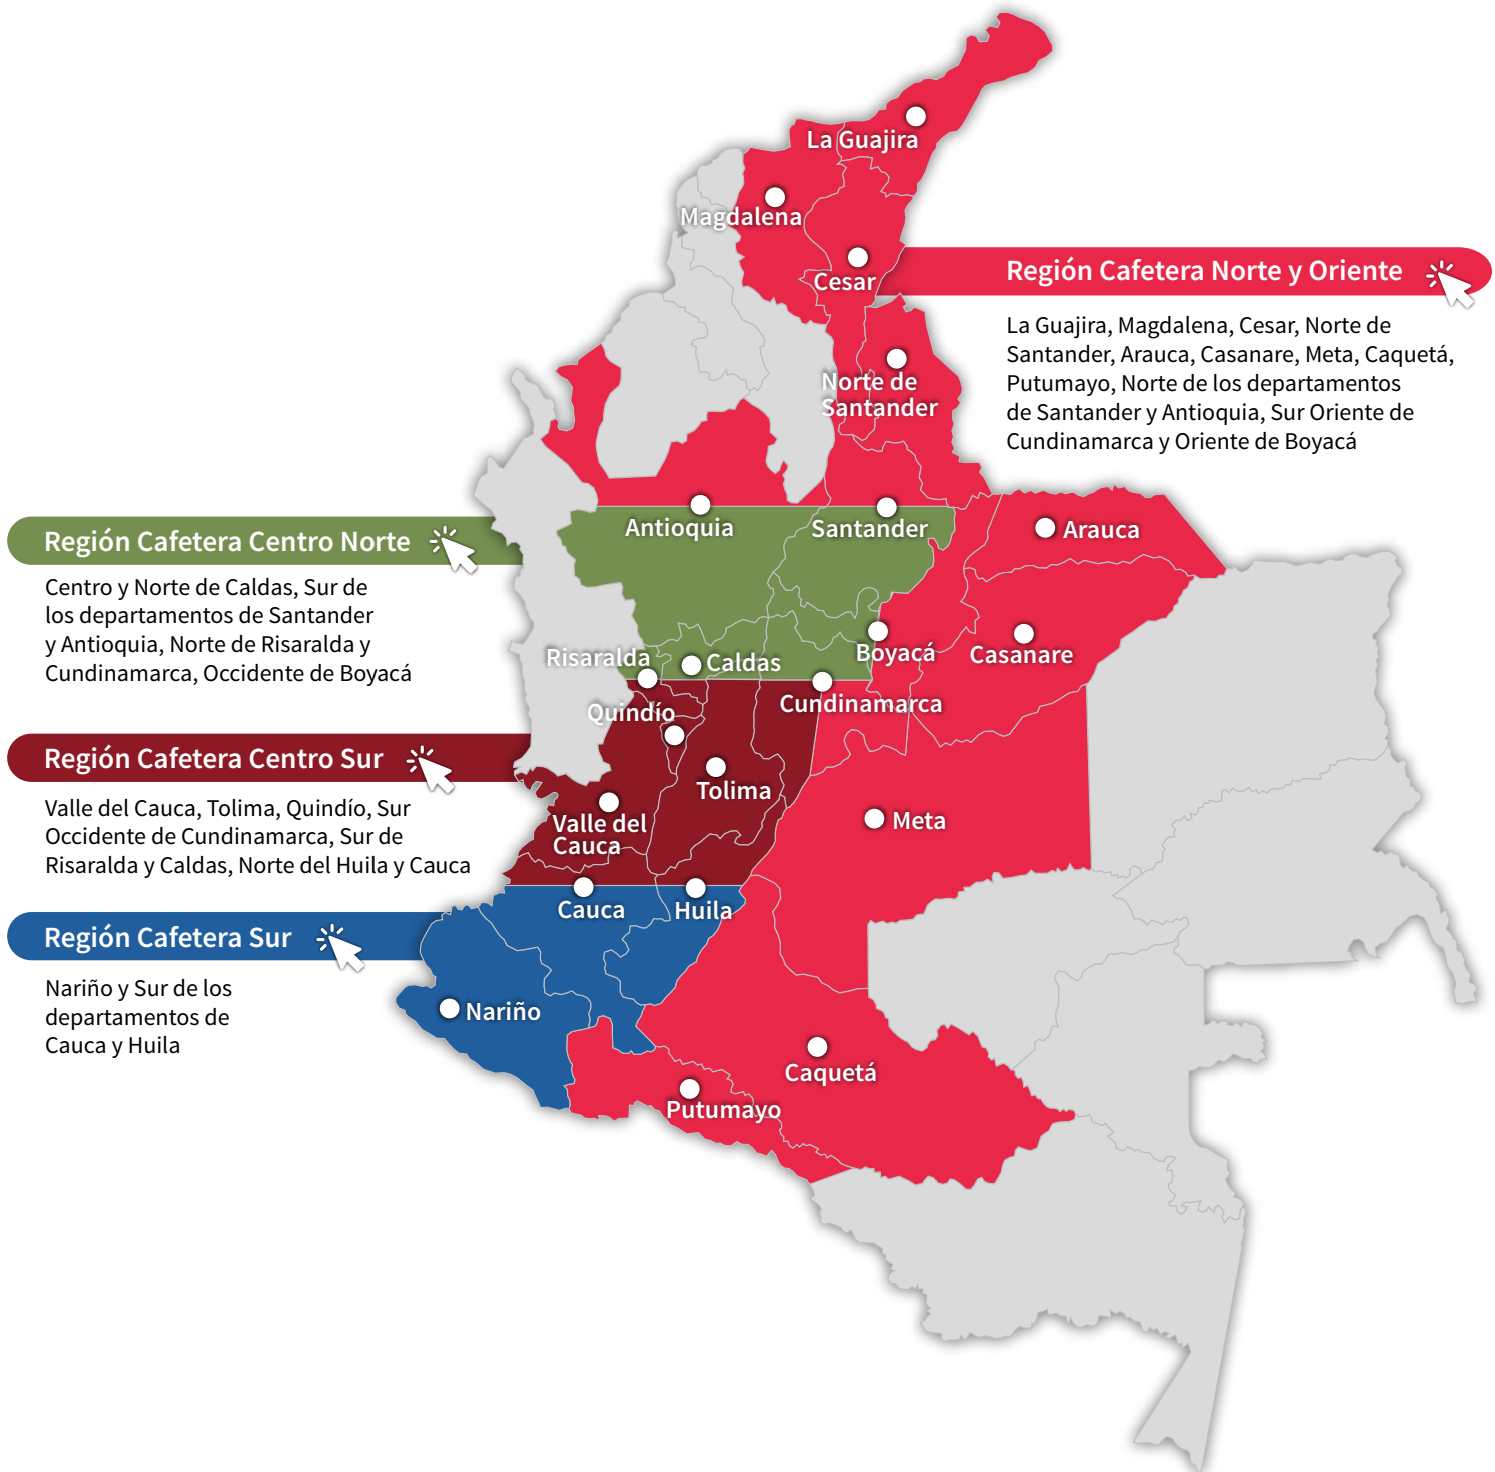 La Guajira
Magdalena
Cesar
Región Cafetera Norte y Oriente
La Guajira, Magdalena, Cesar, Norte de
Santander, Arauca, Casanare, Meta, Caquetá,
Putumayo, Norte de los departamentos
de Santander y Antioquia, Sur Oriente de
Cundinamarca y Oriente de Boyacá
Norte de
Santander
Antioquia
Santander
Arauca
Región Cafetera Centro Norte
Centro y Norte de Caldas, Sur de
los departamentos de Santander
y Antioquia, Norte de Risaralda y
Cundinamarca, Occidente de Boyacá
Risaralda
Caldas
Boyacá
Casanare
Quindío
Cundinamarca
Región Cafetera Centro Sur
Valle del Cauca, Tolima, Quindío, Sur
Occidente de Cundinamarca, Sur de
Risaralda y Caldas, Norte del Huila y Cauca
Tolima
Valle del
Cauca
Meta
Cauca
Huila
Región Cafetera Sur
Nariño y Sur de los
departamentos de
Cauca y Huila
Nariño
Caquetá
Putumayo